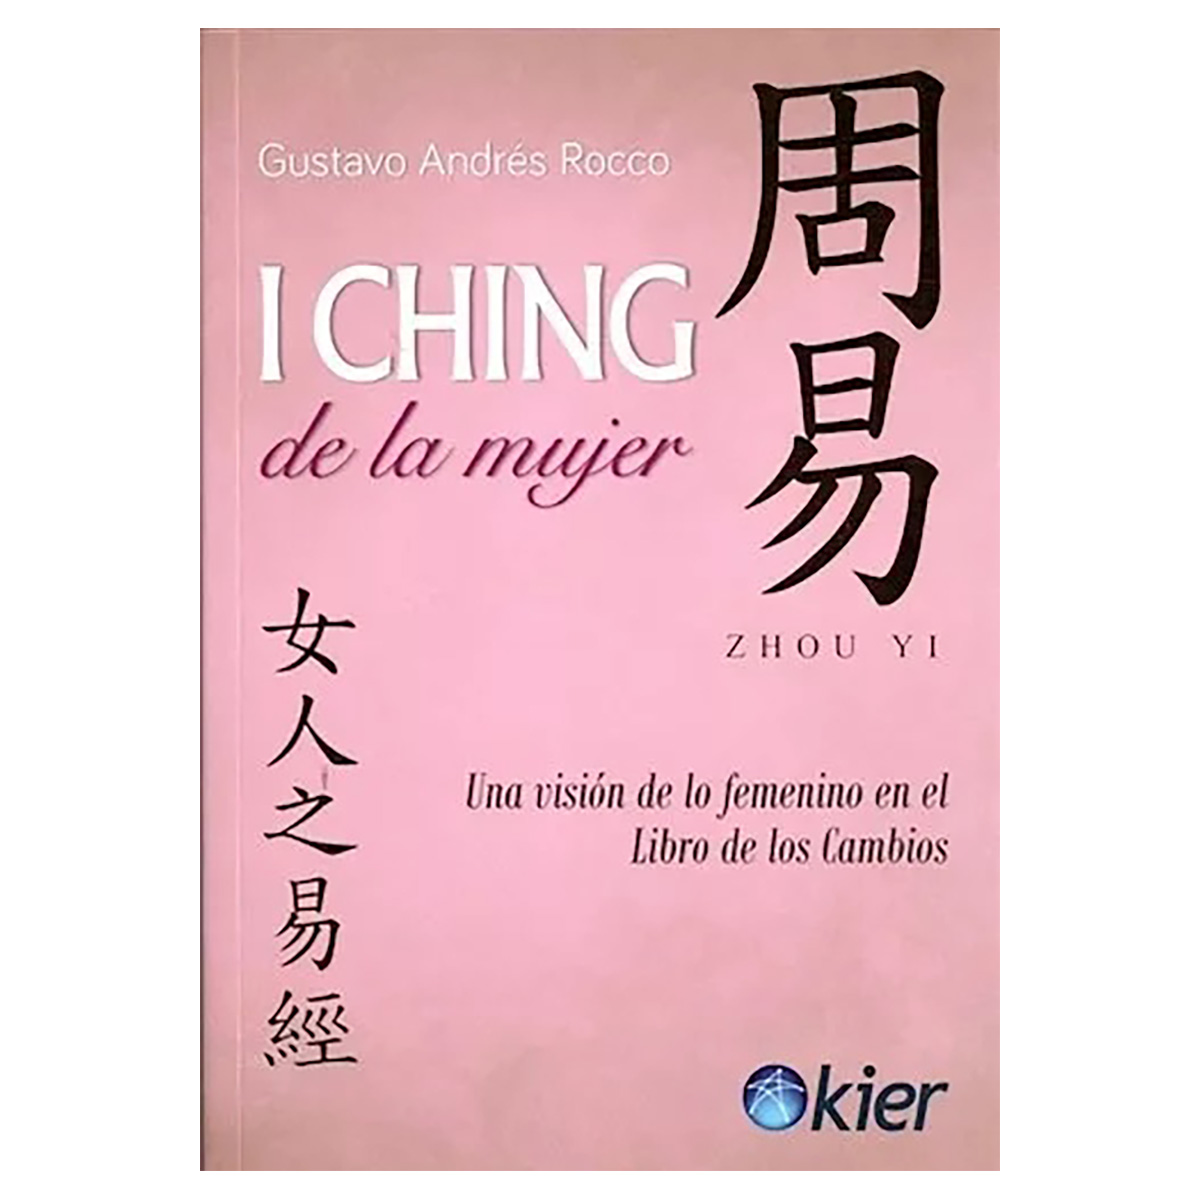 Gustavo Andrés Rocco
I CHING
de la mujer
周易
ZHOU YI
女人之易經
Una visión de lo femenino en el
Libro de los Cambios
kier